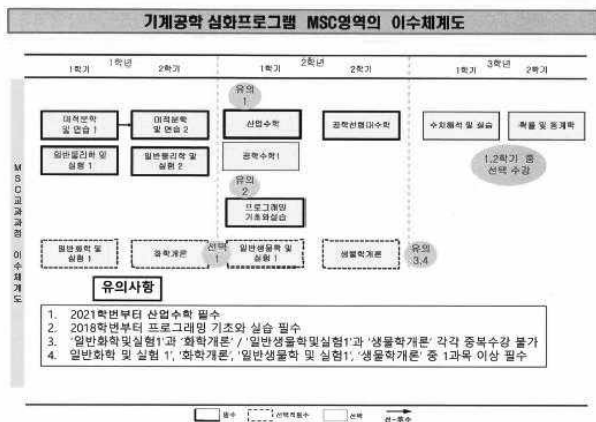 기계공학 심화프로그램 MSC영역의 이수체계도
1학년
1학기
2학기
2학년
1학기
2학기
3학년
1학기
2학기
MSC교과과정 이수체계도
미적분학
및 연습 1
미적분학
및 연습 2
유의
1
산업수학
공학선형대수학
수치해석 및 실습
확률 및 통계학
일반물리학 및
실험 1
일반물리학 및
실험 2
공학수학1
1,2학기 중
선택 수강
유의
2
프로그래밍
기초와실습
일반화학 및
실험 1
화학개론
선택
1
일반생물학 및
실험 1
생물학개론
유의
3,4
유의사항
1. 2021학번부터 산업수학 필수
2. 2018학번부터 프로그래밍 기초와 실습 필수
3. '일반화학및실험1'과 '화학개론' / '일반생물학및실험1'과 '생물학개론' 각각 중복수강 불가
4. '일반화학 및 실험 1', '화학개론', '일반생물학 및 실험1', '생물학개론' 중 1과목 이상 필수
필수
선택적필수
선택
선-후수